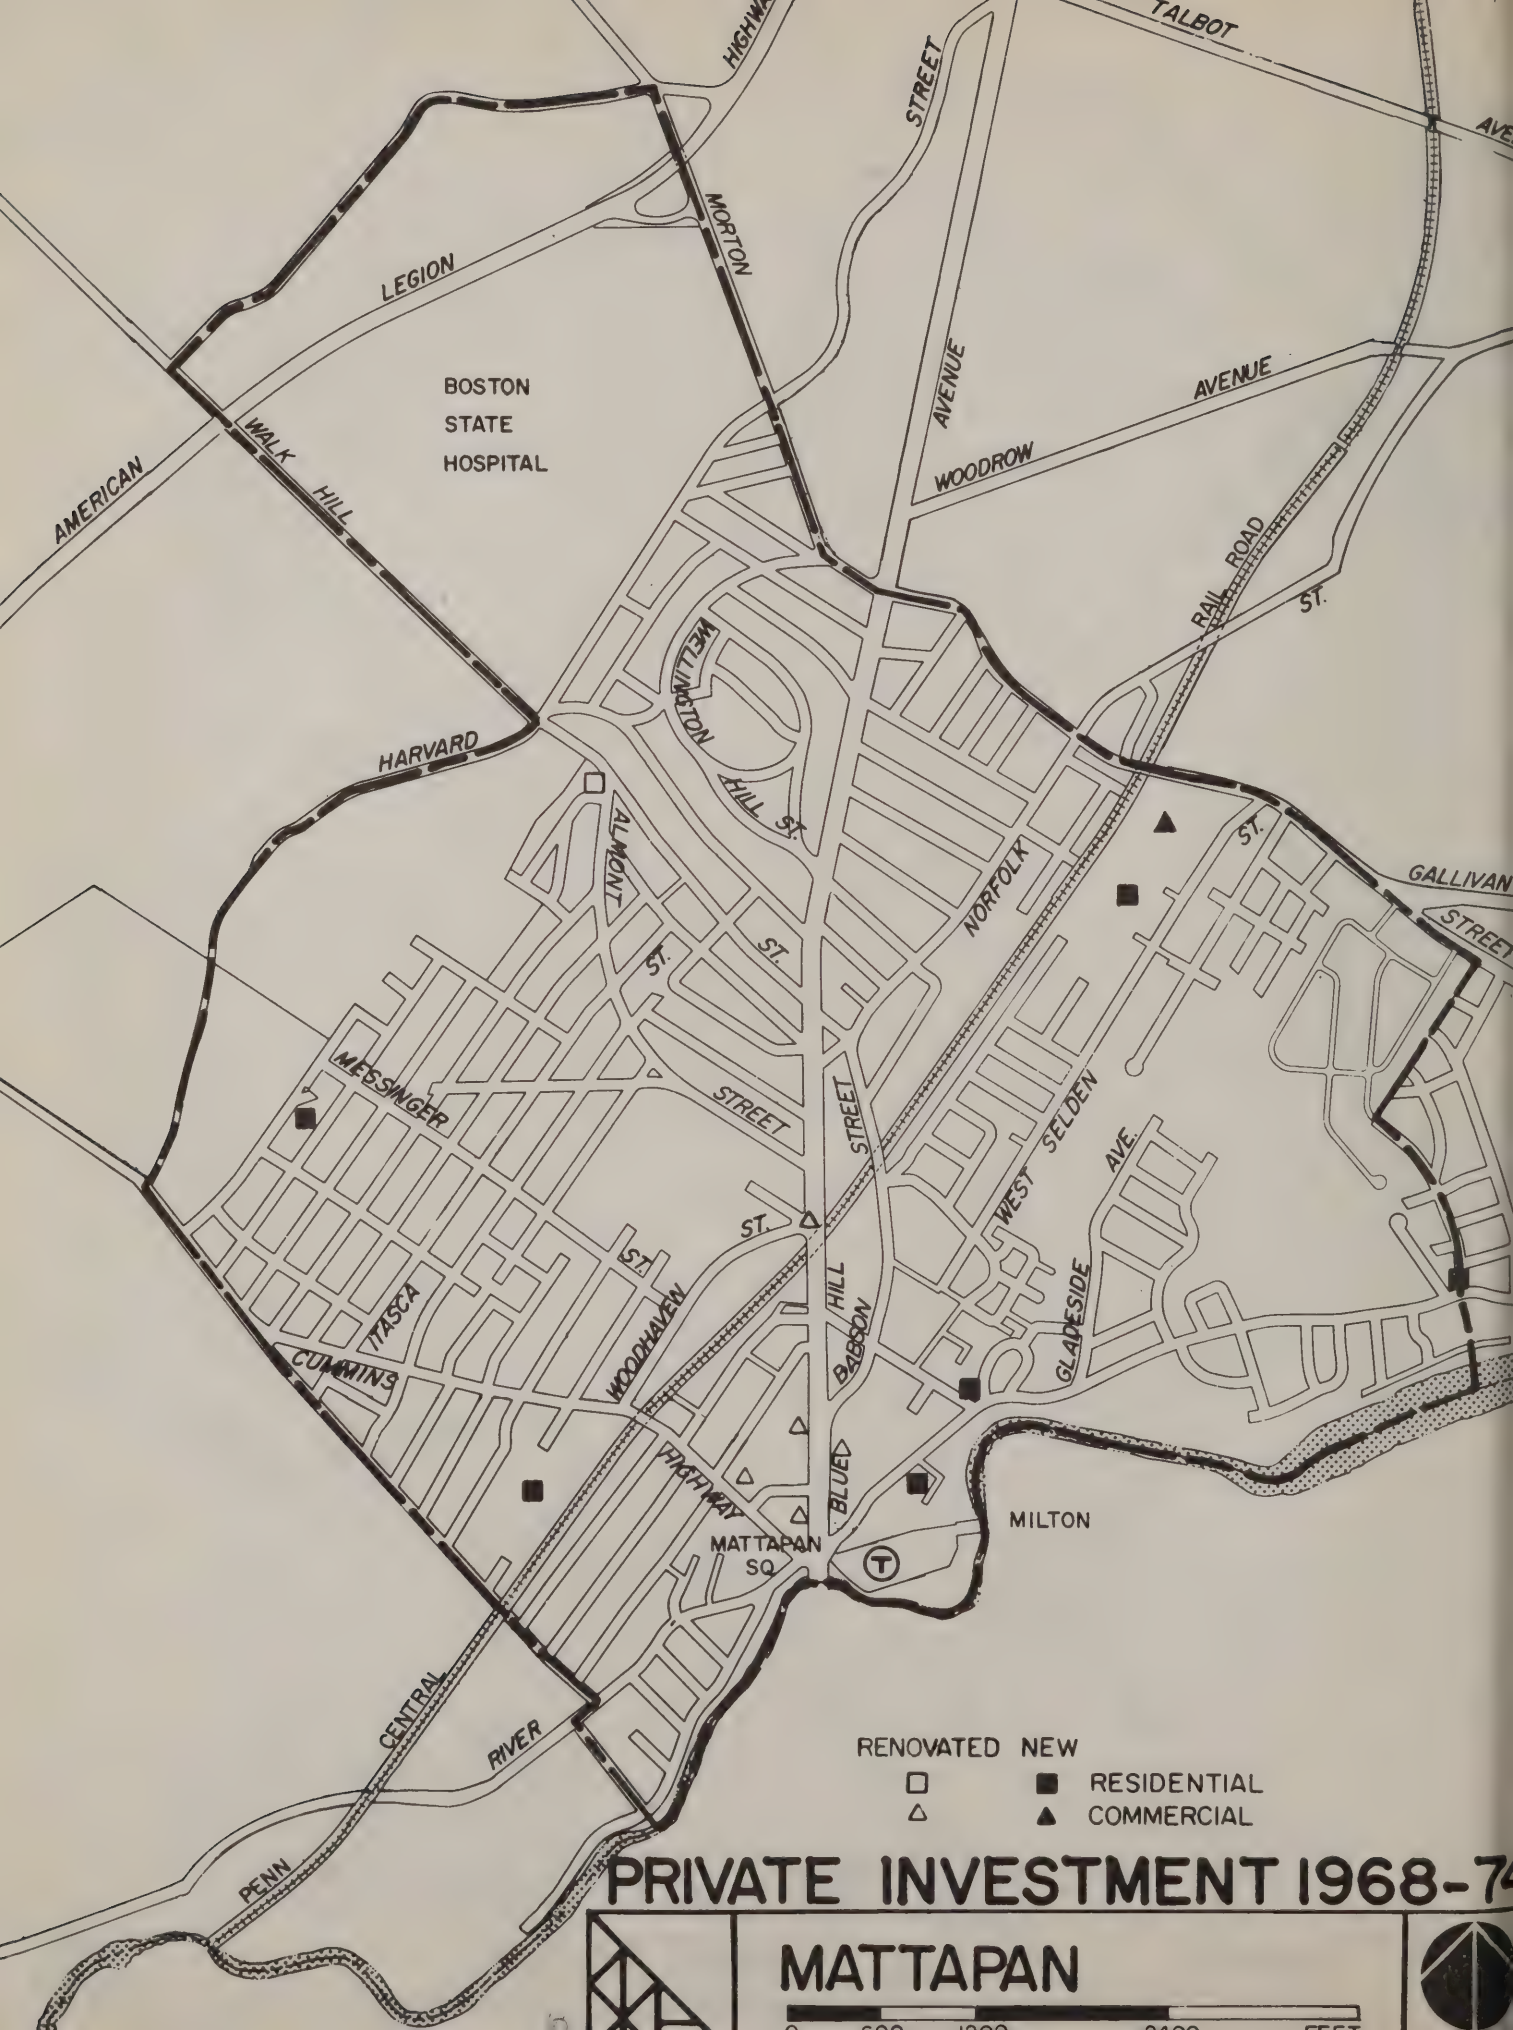 HIGHWA
TALBOT
AVE
STREET
MORTON
LEGION
AVENUE
AVENUE
WOODROW
BOSTON
STATE
HOSPITAL
WALK
HILL
AMERICAN
RAIL ROAD
ST.
WELLINGTON
HILL ST.
HARVARD
ALMONT
ST.
NORFOLK
ST.
GALLIVAN
STREET
ST.
MESSINGER
STREET
STREET
SELDEN
WEST
AVE.
ST.
ST.
HILL
ITASCA
WOODHAVEN
BABSON
GLADESIDE
CUMMINS
HIGHWAY
BLUE
MATTAPAN
SQ
T
MILTON
CENTRAL
RIVER
PENN
RENOVATED NEW
RESIDENTIAL
COMMERCIAL
PRIVATE INVESTMENT 1968-74
MATTAPAN
FEET